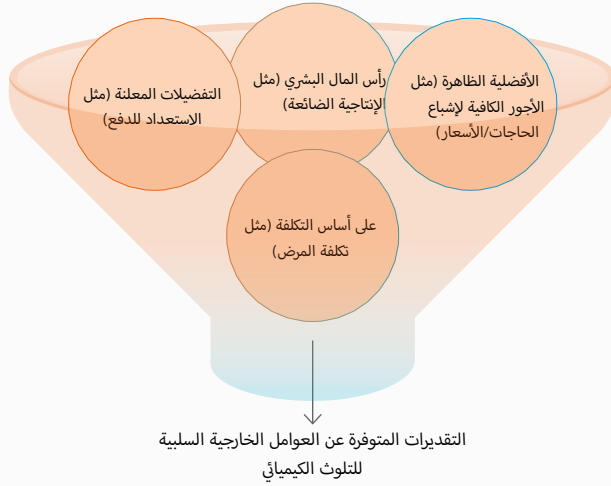 الأفضلية الظاهرة (مثل
الأجور الكافية لإشباع
الحاجات/الأسعار)
رأس المال البشري (مثل
الإنتاجية الضائعة)
التفضيلات المعلنة (مثل
الاستعداد للدفع)
على أساس التكلفة (مثل
تكلفة المرض)
التقديرات المتوفرة عن العوامل الخارجية السلبية
للتلوث الكيميائي